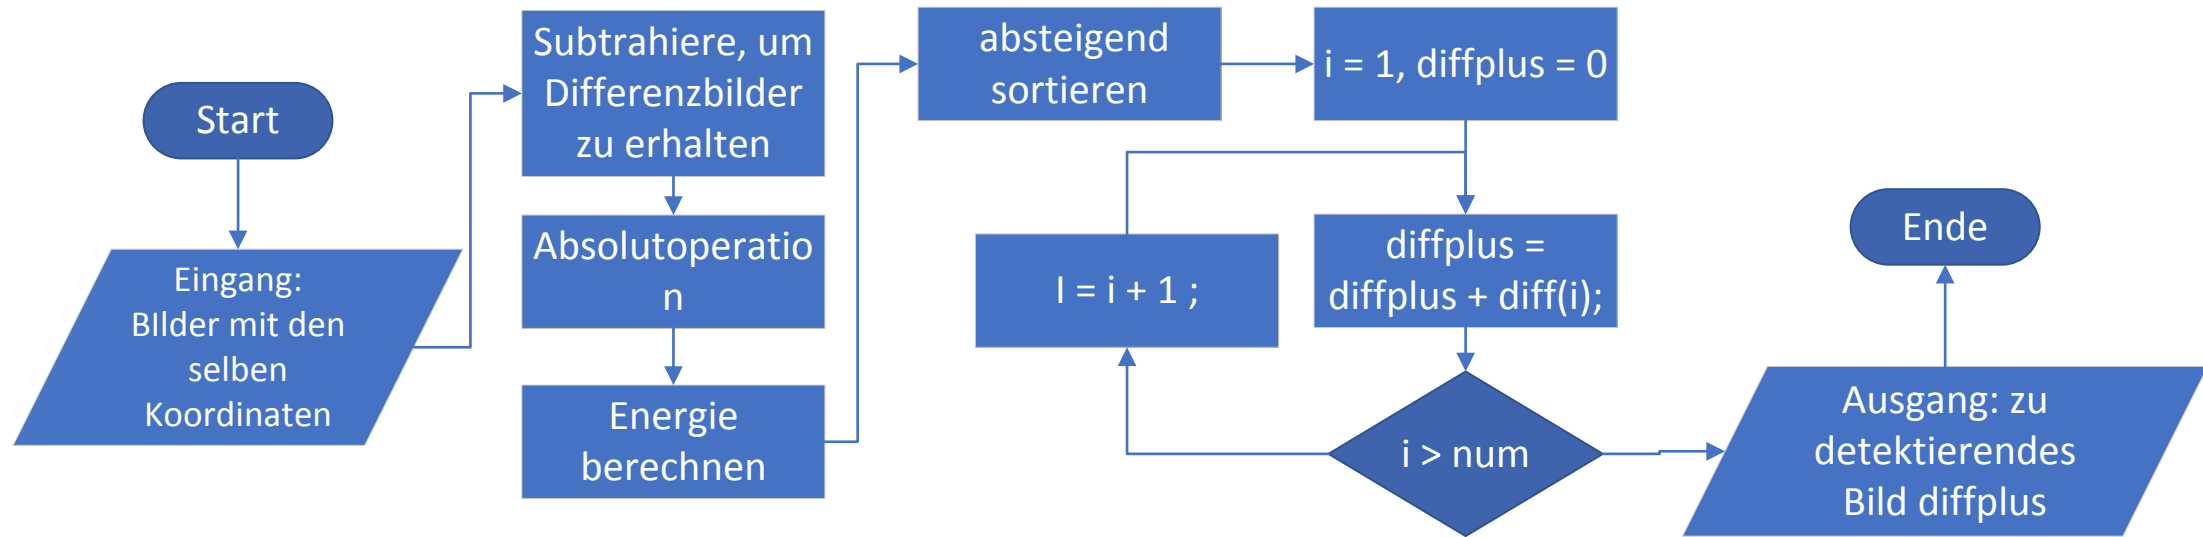 Start
Eingang:
BIlder mit den
selben
Koordinaten
Subtrahiere, um
Differenzbilder
zu erhalten
Absolutoperatio
n
Energie
berechnen
absteigend
sortieren
i = 1, diffplus = 0
diffplus =
diffplus + diff(i);
i > num
I = i + 1 ;
Ausgang: zu
detektierendes
Bild diffplus
Ende